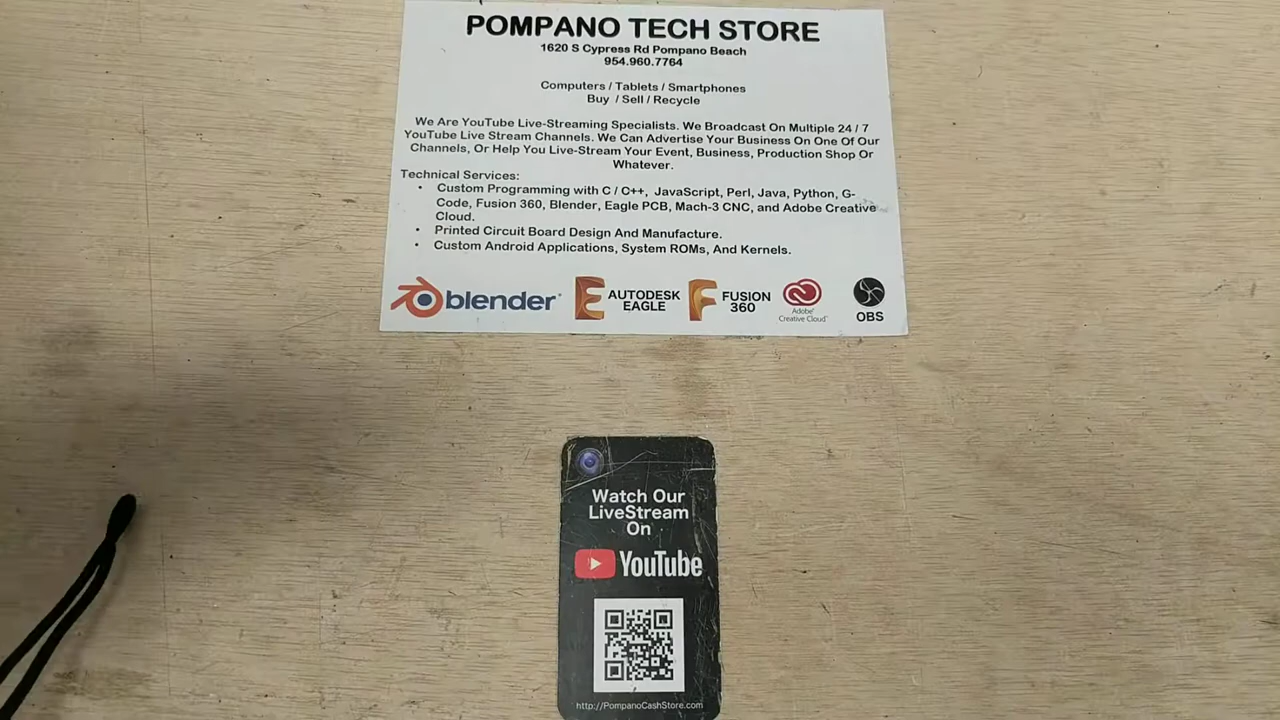 POMPANO TECH STORE
1620 S Cypress Rd Pompano Beach
954.960.7764
Computers / Tablets / Smartphones
Buy / Sell / Recycle
We Are YouTube Live-Streaming Specialists. We Broadcast On Multiple 24 / 7
YouTube Live Stream Channels. We Can Advertise Your Business On One Of Our
Channels, Or Help You Live-Stream Your Event, Business, Production Shop Or
Whatever.
Technical Services:
• Custom Programming with C / C++, JavaScript, Perl, Java, Python, G-
Code, Fusion 360, Blender, Eagle PCB, Mach-3 CNC, and Adobe Creative
Cloud.
• Printed Circuit Board Design And Manufacture.
• Custom Android Applications, System ROMs, And Kernels.
blender
E AUTODESK
EAGLE
F FUSION
360
Adobe
Creative Cloud
OBS
Watch Our
LiveStream
On
YouTube
http://PompanoCashStore.com